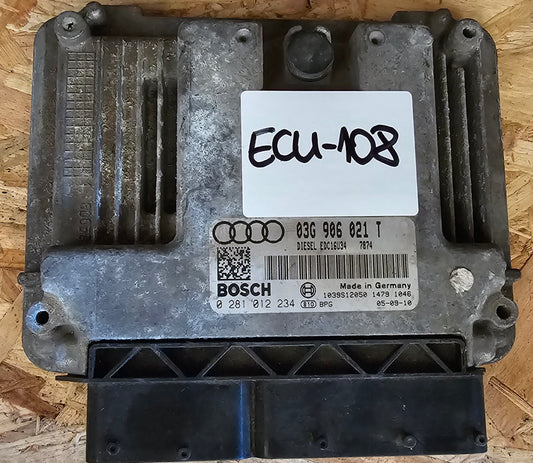 ECU-108
03G 906 021 T
DIESEL EDC16U34 7874
BOSCH
Made in Germany
1039S12050 1479 1046
0 281 012 234 BPG 05-09-10